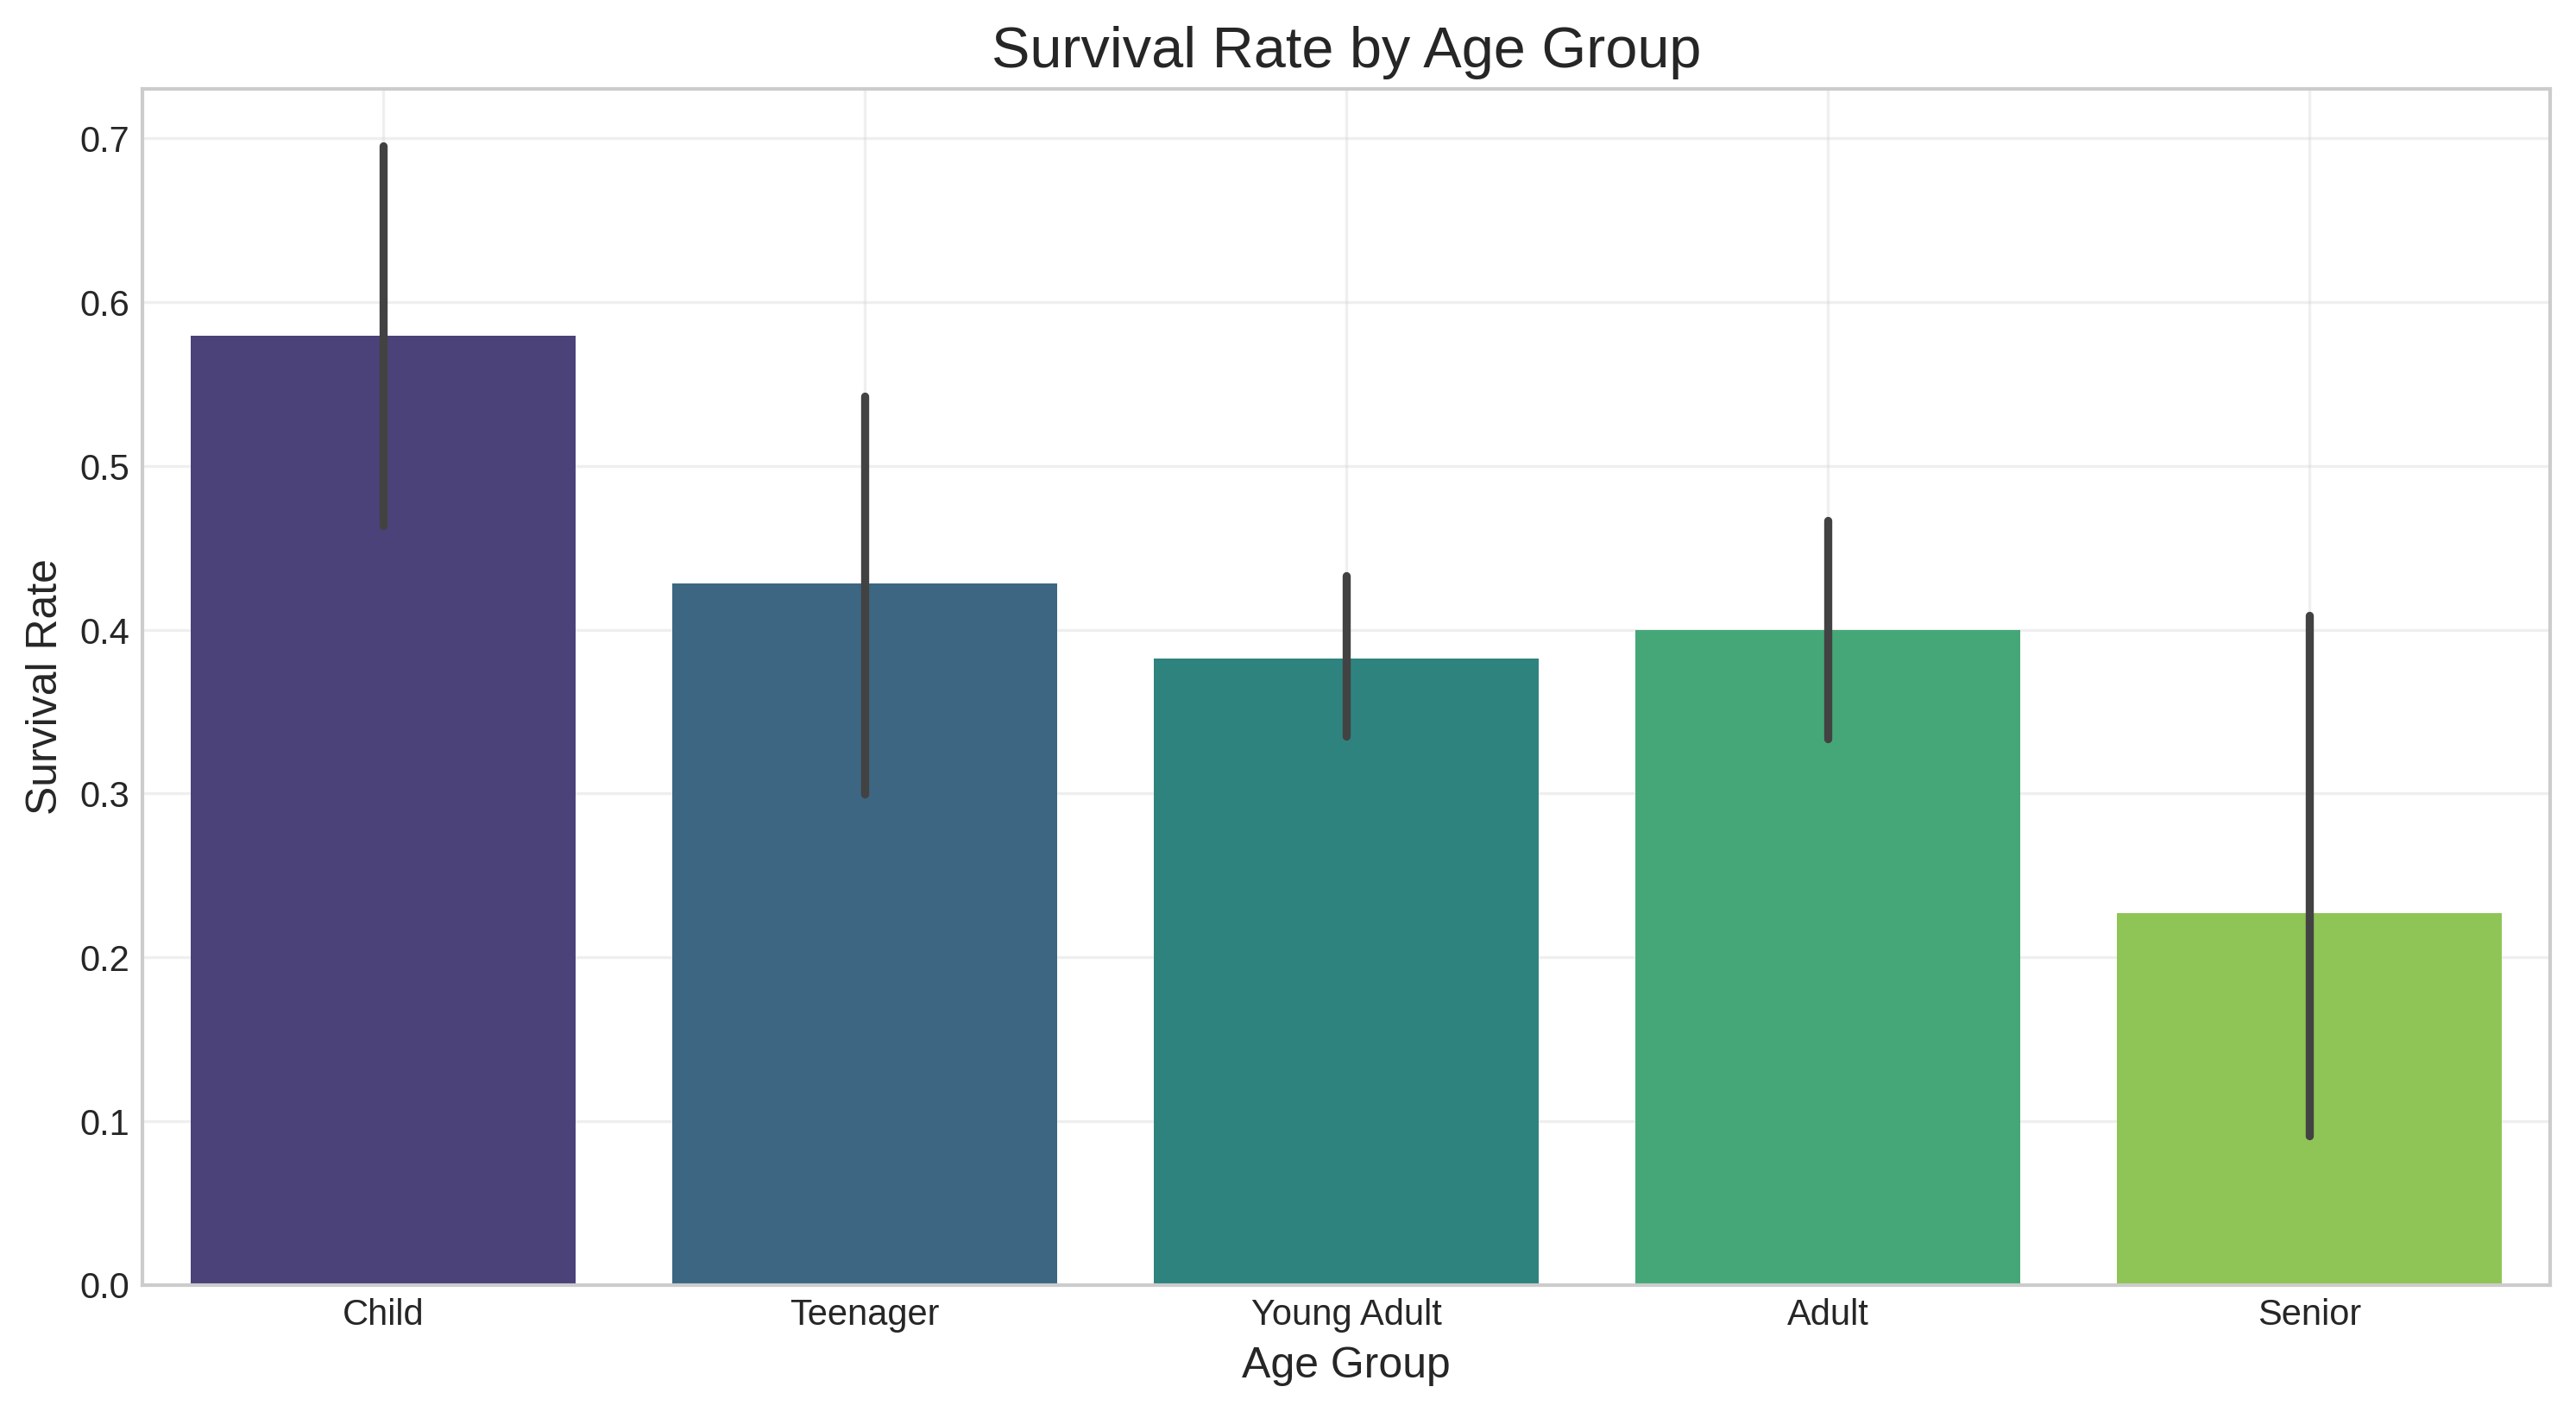 Survival Rate by Age Group
Survival Rate
0.7
0.6
0.5
0.4
0.3
0.2
0.1
0.0
Child Teenager Young Adult Adult Senior
Age Group